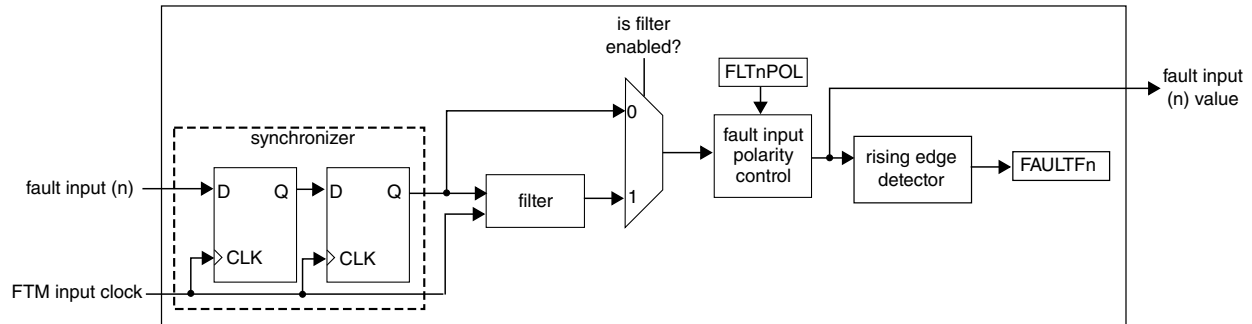 is filter
enabled?
FLTnPOL
fault input
(n) value
0
synchronizer
fault input
polarity
control
rising edge
detector
FAULTFn
fault input (n)
D Q
D Q
filter
1
CLK
CLK
FTM input clock